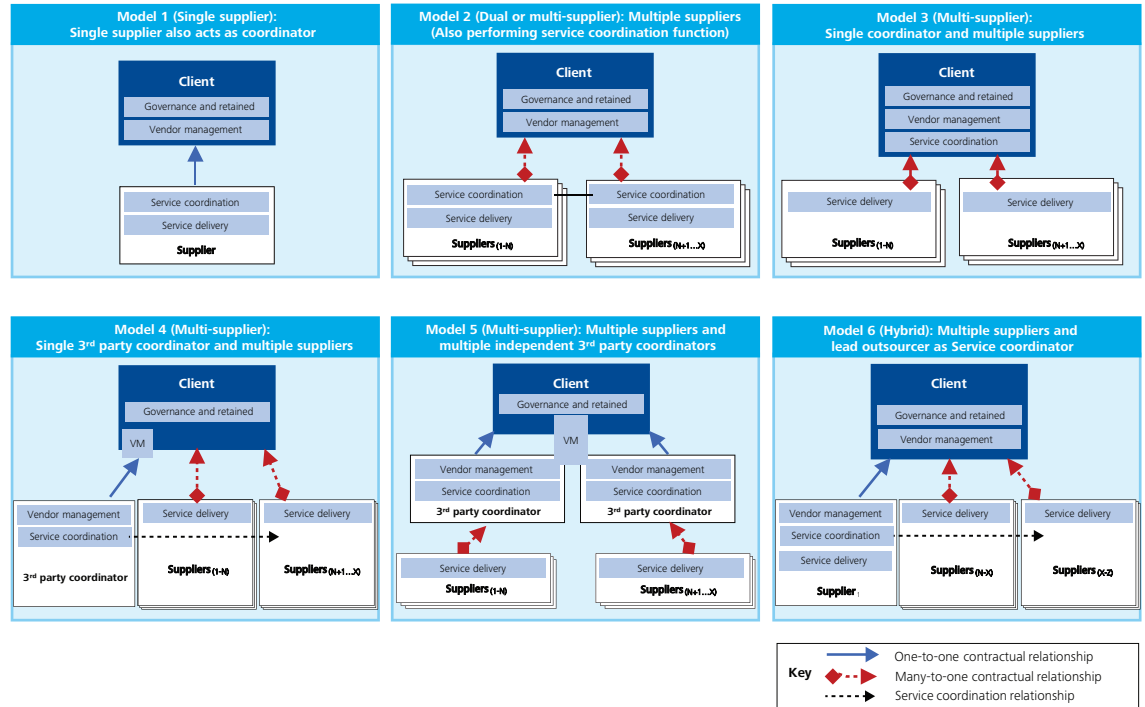 Model 1 (Single supplier):
Single supplier also acts as coordinator
Client
Governance and retained
Vendor management
Service coordination
Service delivery
Supplier
Model 2 (Dual or multi-supplier): Multiple suppliers
(Also performing service coordination function)
Client
Governance and retained
Vendor management
Service coordination
Service delivery
Suppliers (1-N)
Service coordination
Service delivery
Suppliers (N+1...X)
Model 3 (Multi-supplier):
Single coordinator and multiple suppliers
Client
Governance and retained
Vendor management
Service coordination
Service delivery
Suppliers (1-N)
Service delivery
Suppliers (N+1...X)
Model 4 (Multi-supplier):
Single 3rd party coordinator and multiple suppliers
Client
Governance and retained
VM
Vendor management
Service coordination
3rd party coordinator
Service delivery
Suppliers (1-N)
Service delivery
Suppliers (N+1...X)
Model 5 (Multi-supplier): Multiple suppliers and
multiple independent 3rd party coordinators
Client
Governance and retained
VM
Vendor management
Service coordination
3rd party coordinator
Vendor management
Service coordination
3rd party coordinator
Service delivery
Suppliers (1-N)
Service delivery
Suppliers (N+1...X)
Model 6 (Hybrid): Multiple suppliers and
lead outsourcer as Service coordinator
Client
Governance and retained
Vendor management
Vendor management
Service coordination
Service delivery
Supplier
Service delivery
Suppliers (N-X)
Service delivery
Suppliers (X-Z)
Key
One-to-one contractual relationship
Many-to-one contractual relationship
Service coordination relationship